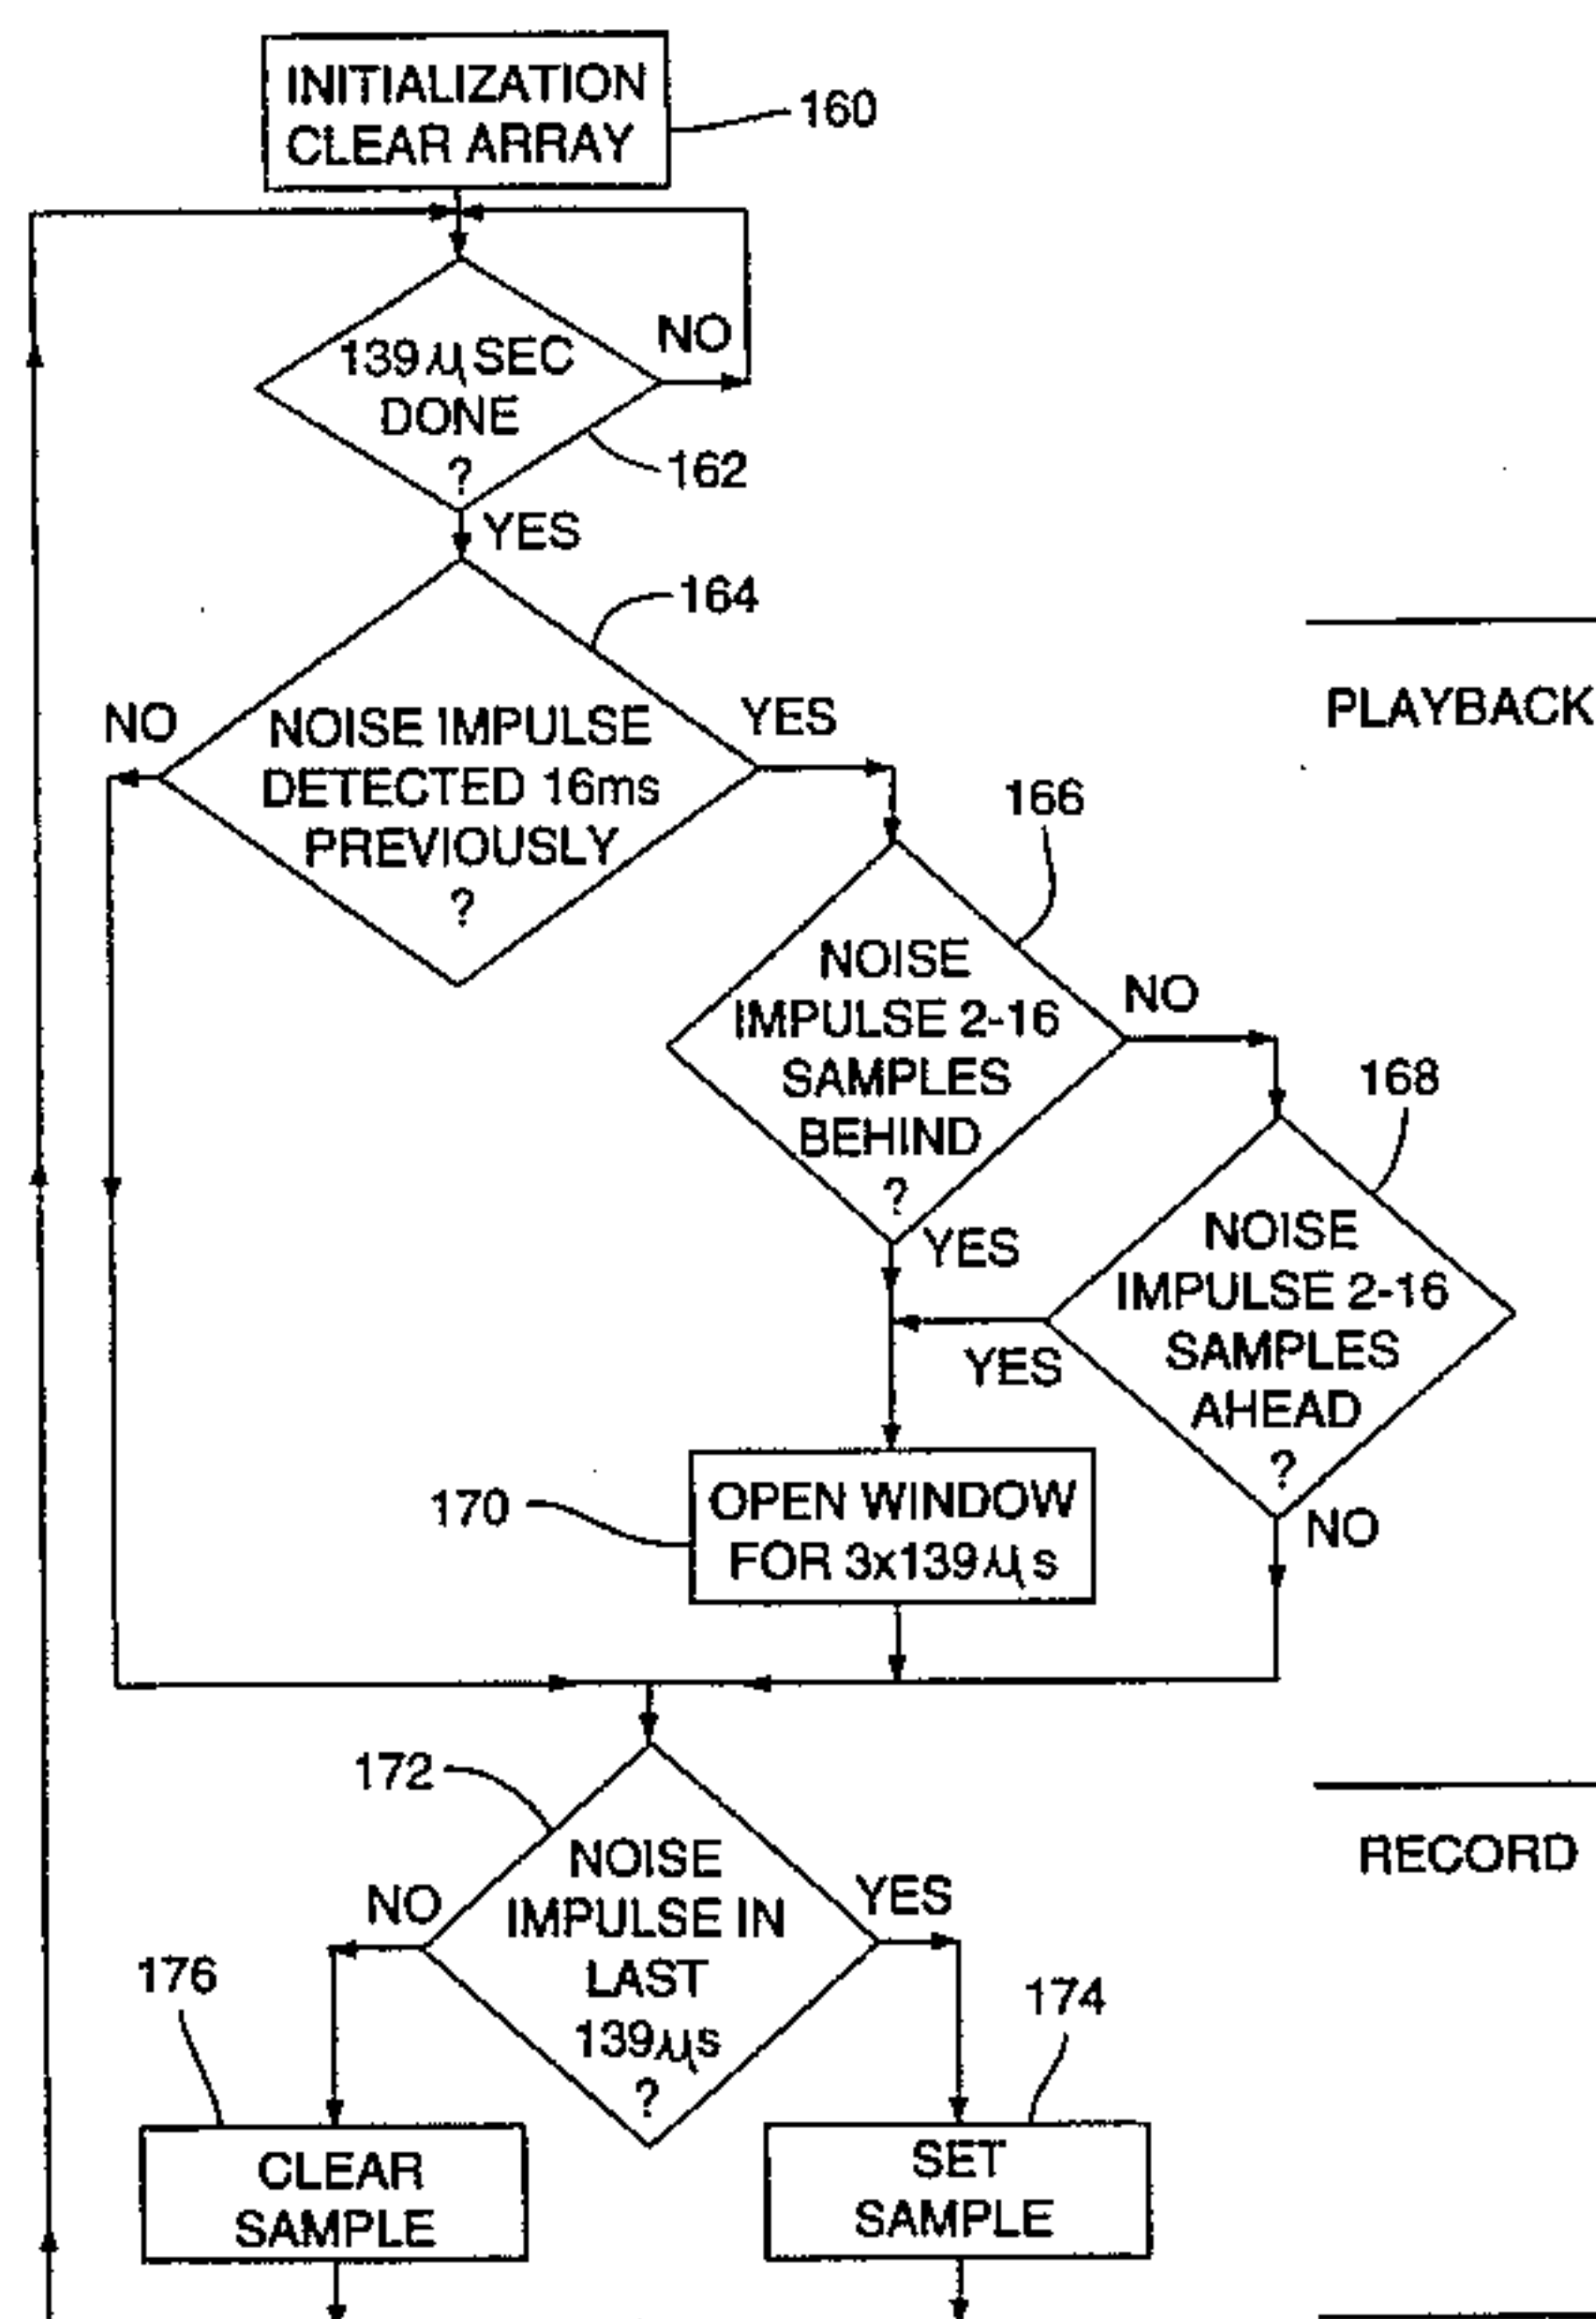 INITIALIZATION
CLEAR ARRAY
160
139 μSEC
DONE
?
NO
162
YES
164
NO
NOISE IMPULSE
DETECTED 16ms
PREVIOUSLY
?
YES
PLAYBACK
166
NOISE
IMPULSE 2-16
SAMPLES
BEHIND
?
NO
168
YES
NOISE
IMPULSE 2-16
SAMPLES
AHEAD
?
YES
NO
170
OPEN WINDOW
FOR 3x139μs
172
NOISE
IMPULSE IN
LAST
139μs
?
NO
YES
RECORD
176
174
CLEAR
SAMPLE
SET
SAMPLE